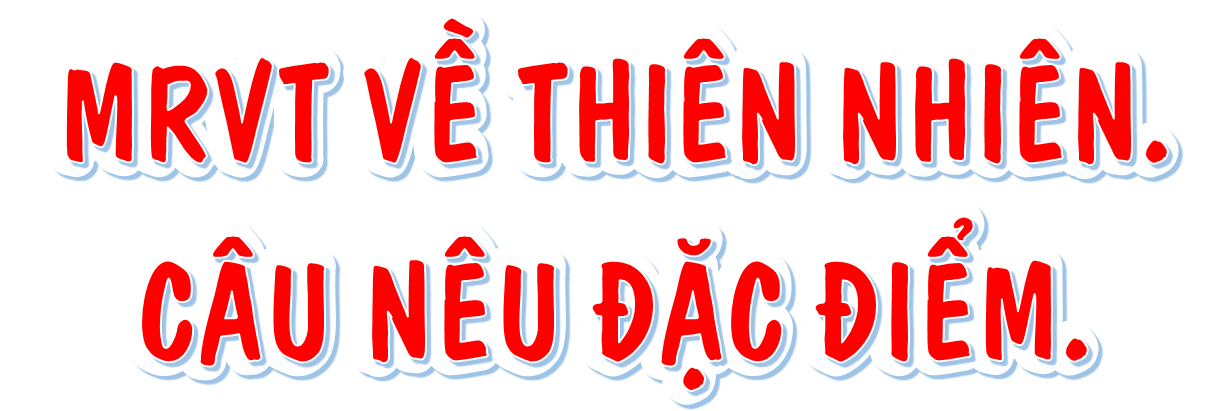 MRVT VỀ THIÊN NHIÊN.
CÂU NÊU ĐẶC ĐIỂM.